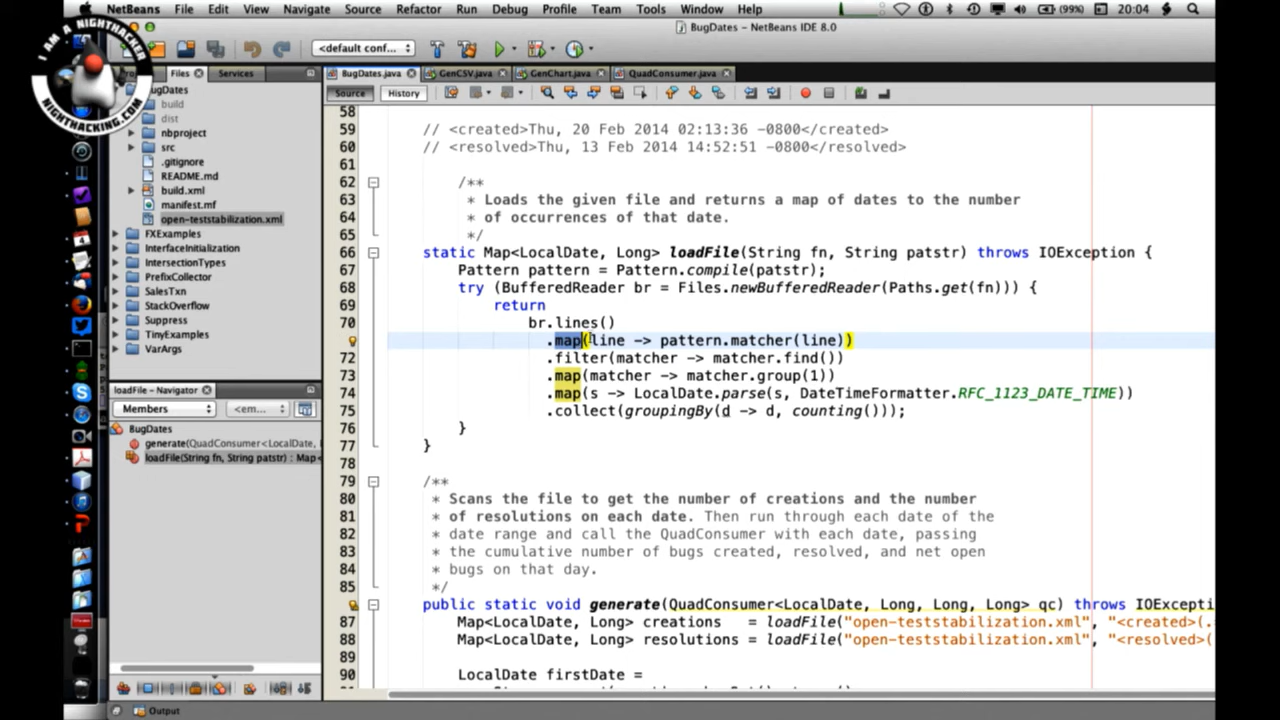 NetBeans File Edit View Navigate Source Refactor Run Debug Profile Team Tools Window Help (99%) 20:04
BugDates - NetBeans IDE 8.0
I AM A NIGHTHACKER
NIGHTHACKING.COM
<default conf...
Files Services
BugDates.java GenCSV.java GenChart.java QuadConsumer.java
Source History
BugDates
build
dist
nbproject
src
.gitignore
README.md
build.xml
manifest.mf
open-teststabilization.xml
FXExamples
InterfaceInitialization
IntersectionTypes
PrefixCollector
SalesTxn
StackOverflow
Suppress
TinyExamples
VarArgs
loadFile - Navigator
Members <em...
BugDates
generate(QuadConsumer<LocalDate,
loadFile(String fn, String patstr) : Map<
58
59 // <created>Thu, 20 Feb 2014 02:13:36 -0800</created>
60 // <resolved>Thu, 13 Feb 2014 14:52:51 -0800</resolved>
61
62 /**
63 * Loads the given file and returns a map of dates to the number
64 * of occurrences of that date.
65 */
66 static Map<LocalDate, Long> loadFile(String fn, String patstr) throws IOException {
67 Pattern pattern = Pattern.compile(patstr);
68 try (BufferedReader br = Files.newBufferedReader(Paths.get(fn))) {
69 return
70 br.lines()
.map(line -> pattern.matcher(line))
72 .filter(matcher -> matcher.find())
73 .map(matcher -> matcher.group(1))
74 .map(s -> LocalDate.parse(s, DateTimeFormatter.RFC_1123_DATE_TIME))
75 .collect(groupingBy(d -> d, counting()));
76 }
77 }
78
79 /**
80 * Scans the file to get the number of creations and the number
81 * of resolutions on each date. Then run through each date of the
82 * date range and call the QuadConsumer with each date, passing
83 * the cumulative number of bugs created, resolved, and net open
84 * bugs on that day.
85 */
public static void generate(QuadConsumer<LocalDate, Long, Long, Long> qc) throws IOExcepti
87 Map<LocalDate, Long> creations = loadFile("open-teststabilization.xml", "<created>(.
88 Map<LocalDate, Long> resolutions = loadFile("open-teststabilization.xml", "<resolved>(
89
90 LocalDate firstDate =
Output